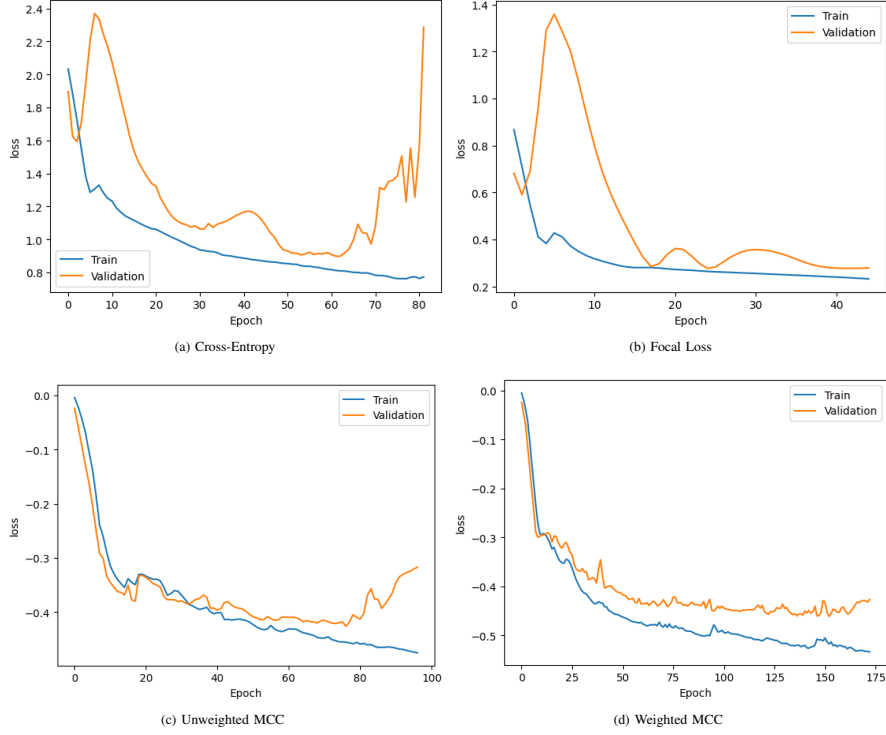 2.4
2.2
2.0
1.8
1.6
1.4
1.2
1.0
0.8
loss
Train
Validation
0 10 20 30 40 50 60 70 80
Epoch
(a) Cross-Entropy
1.4
1.2
1.0
0.8
0.6
0.4
0.2
loss
Train
Validation
0 10 20 30 40
Epoch
(b) Focal Loss
0.0
−0.1
−0.2
−0.3
−0.4
loss
Train
Validation
0 20 40 60 80 100
Epoch
(c) Unweighted MCC
0.0
−0.1
−0.2
−0.3
−0.4
−0.5
loss
Train
Validation
0 25 50 75 100 125 150 175
Epoch
(d) Weighted MCC